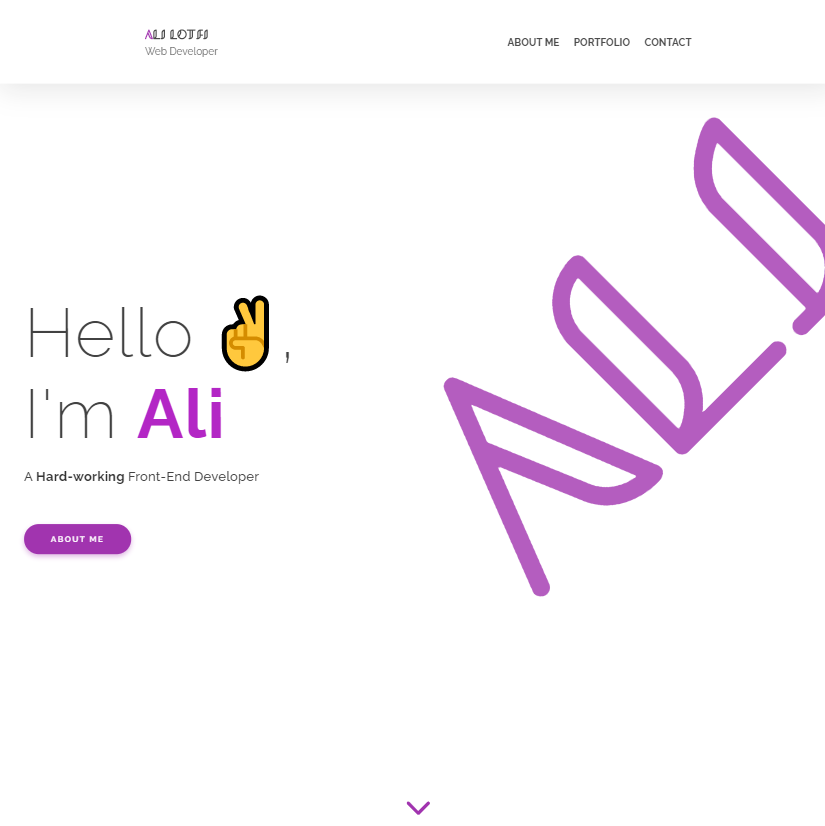 ALI LOTFI
Web Developer
ABOUT ME
PORTFOLIO
CONTACT
Hello ✌,
I'm Ali
A Hard-working Front-End Developer
ABOUT ME
ALI